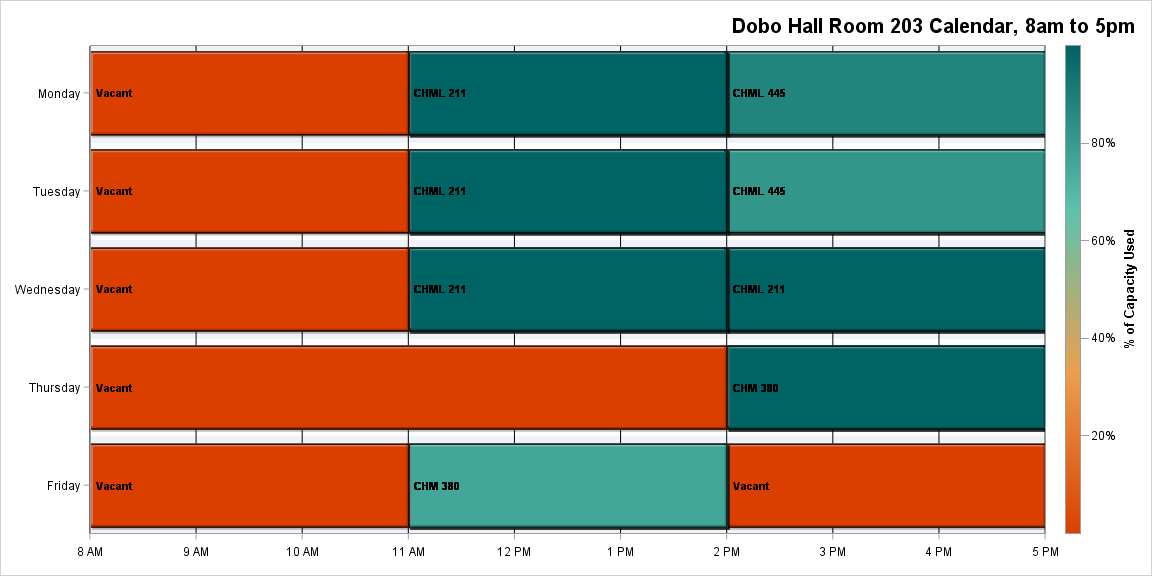 Dobo Hall Room 203 Calendar, 8am to 5pm
Monday Vacant CHML 211 CHML 445
80%
Tuesday Vacant CHML 211 CHML 445
60%
% of Capacity Used
Wednesday Vacant CHML 211 CHML 211
40%
Thursday Vacant CHM 380
20%
Friday Vacant CHM 380 Vacant
8 AM 9 AM 10 AM 11 AM 12 PM 1 PM 2 PM 3 PM 4 PM 5 PM